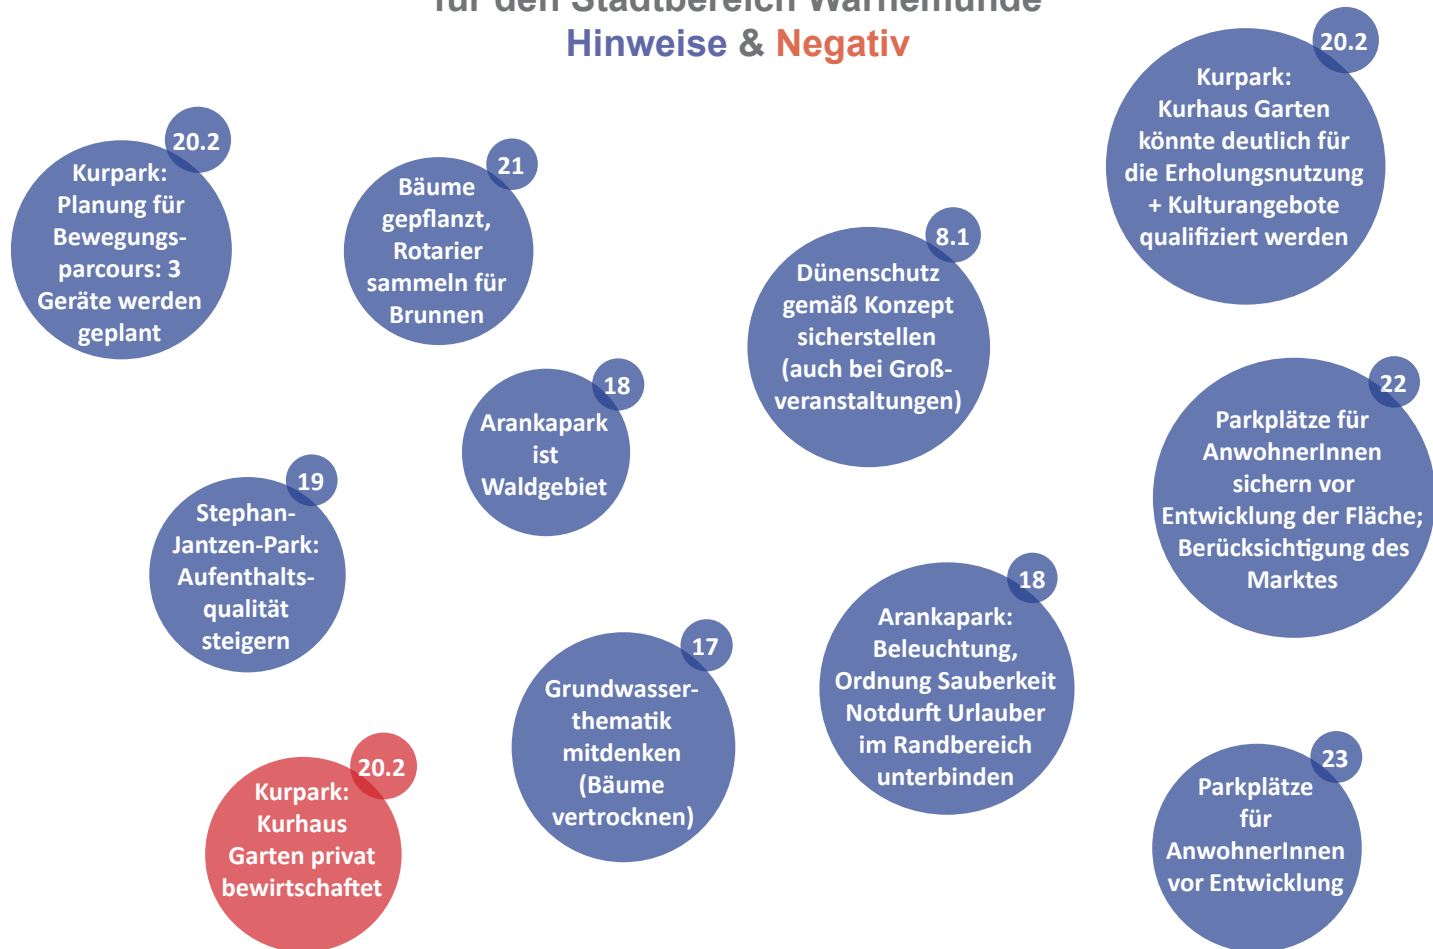 für den Stadtbereich Warnemünde
Hinweise & Negativ
20.2
Kurpark:
Planung für
Bewegungs-
parcours: 3
Geräte werden
geplant
21
Bäume
gepflanzt,
Rotarier
sammeln für
Brunnen
20.2
Kurpark:
Kurhaus Garten
könnte deutlich für
die Erholungsnutzung
+ Kulturangebote
qualifiziert werden
8.1
Dünenschutz
gemäß Konzept
sicherstellen
(auch bei Groß-
veranstaltungen)
18
Arankapark
ist
Waldgebiet
22
Parkplätze für
AnwohnerInnen
sichern vor
Entwicklung der Fläche;
Berücksichtigung des
Marktes
19
Stephan-
Jantzen-Park:
Aufenthalts-
qualität
steigern
18
Arankapark:
Beleuchtung,
Ordnung Sauberkeit
Notdurft Urlauber
im Randbereich
unterbinden
17
Grundwasser-
thematik
mitdenken
(Bäume
vertrocknen)
20.2
Kurpark:
Kurhaus
Garten privat
bewirtschaftet
23
Parkplätze
für
AnwohnerInnen
vor Entwicklung